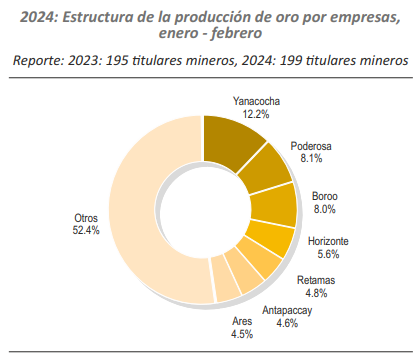 2024: Estructura de la producción de oro por empresas,
enero - febrero
Reporte: 2023: 195 titulares mineros, 2024: 199 titulares mineros
Yanacocha
12.2%
Poderosa
8.1%
Boroo
8.0%
Horizonte
5.6%
Retamas
4.8%
Antapaccay
4.6%
Ares
4.5%
Otros
52.4%